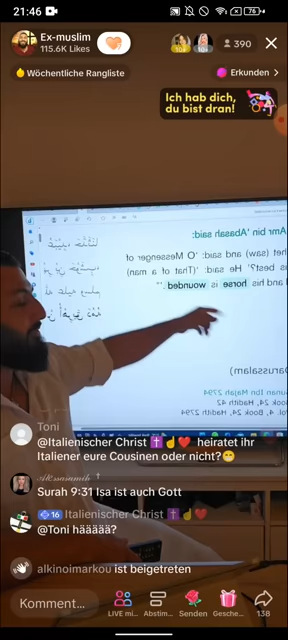 21:46
76
Ex-muslim
115.6K Likes
10+
10+
390
Wöchentliche Rangliste
Erkunden >
Ich hab dich,
du bist dran!
Amr bin 'Abasah said:
het (saw) and said: 'O Messenger of
is best?' He said: '(That of a man)
d and his horse is wounded.'"
Darussalam)
unan Ibn Majah 2794
ook 24, Hadith 42
ol. 4, Book 24, Hadith 2794
Toni
@Italienischer Christ ✝️☝️❤️ heiratet ihr
Italiener eure Cousinen oder nicht?😁
Surah 9:31 Isa ist auch Gott
16 Italienischer Christ ✝️☝️❤️
@Toni häääää?
alkinoimarkou ist beigetreten
Komment...
LIVE mi...
Abstim...
Senden
Gesche...
138